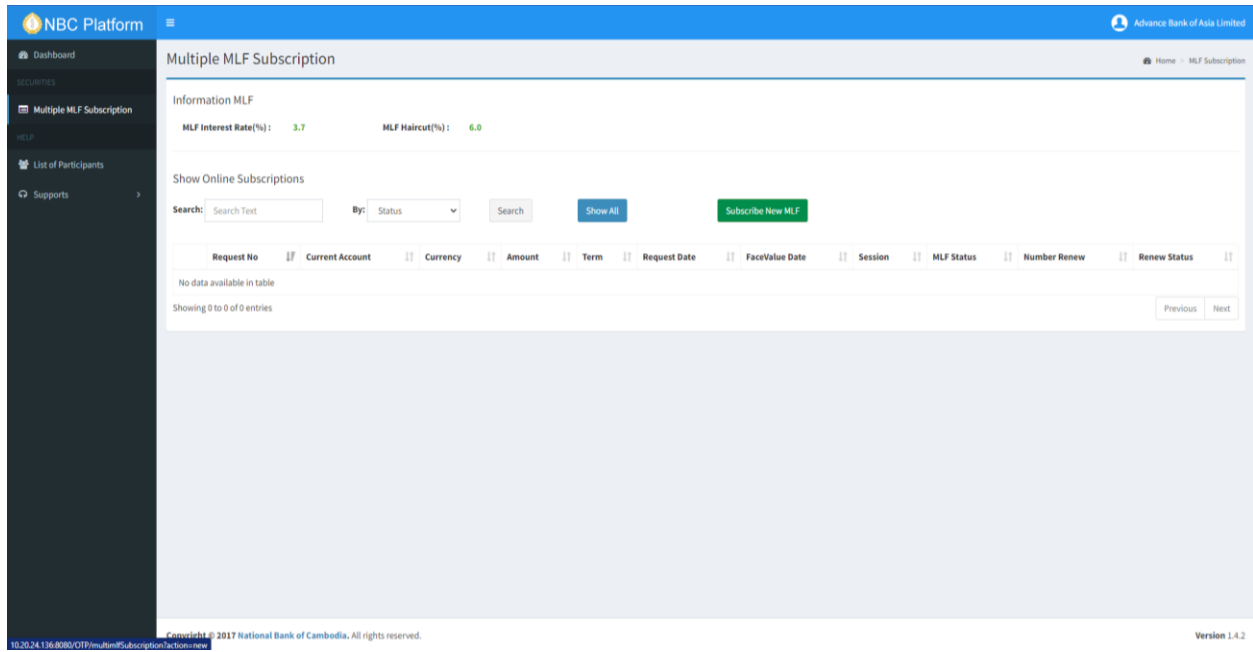 NBC Platform
Advance Bank of Asia Limited
Dashboard
SECURITIES
Multiple MLF Subscription
HELP
List of Participants
Supports
Multiple MLF Subscription
Home > MLF Subscription
Information MLF
MLF Interest Rate(%) : 3.7 MLF Haircut(%) : 6.0
Show Online Subscriptions
Search: Search Text By: Status Search Show All Subscribe New MLF
Request No Current Account Currency Amount Term Request Date FaceValue Date Session MLF Status Number Renew Renew Status
No data available in table
Showing 0 to 0 of 0 entries
Previous Next
Copyright © 2017 National Bank of Cambodia. All rights reserved.
Version 1.4.2
10.20.24.136:8080/OTP/multimlfSubscription?action=new